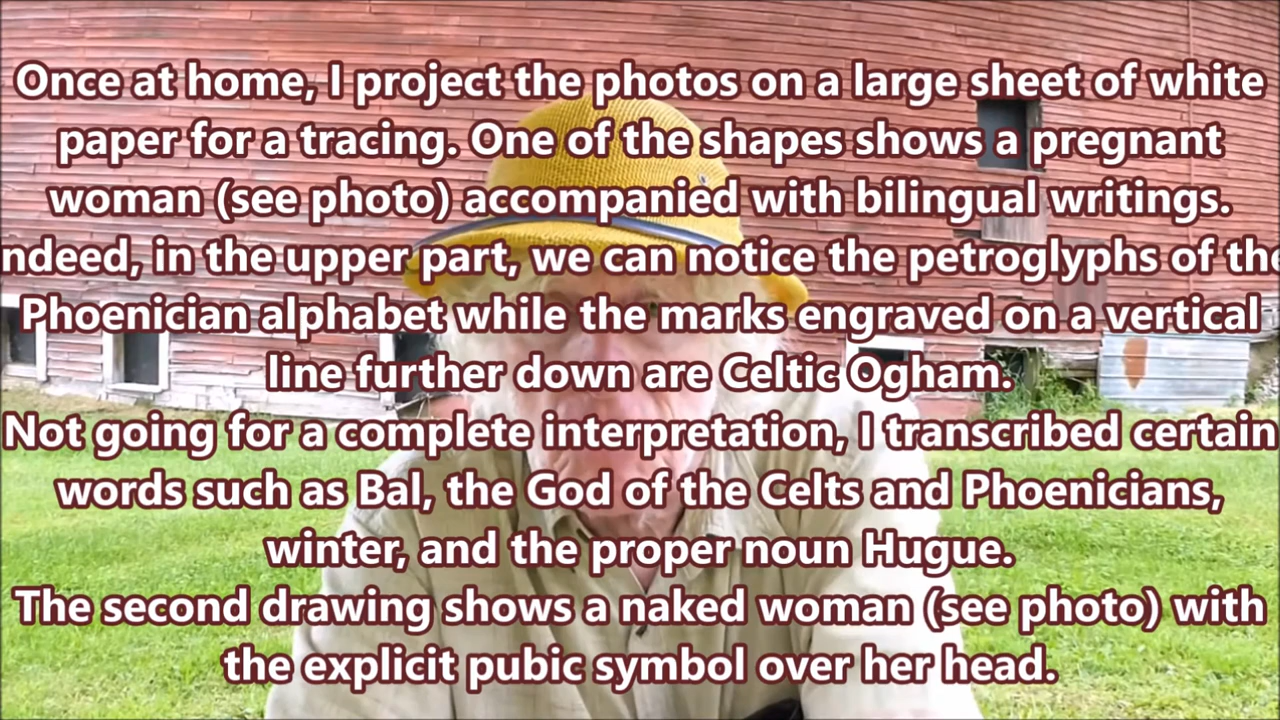 Once at home, I project the photos on a large sheet of white
paper for a tracing. One of the shapes shows a pregnant
woman (see photo) accompanied with bilingual writings.
ndeed, in the upper part, we can notice the petroglyphs of the
Phoenician alphabet while the marks engraved on a vertical
line further down are Celtic Ogham.
Not going for a complete interpretation, I transcribed certain
words such as Bal, the God of the Celts and Phoenicians,
winter, and the proper noun Hugue.
The second drawing shows a naked woman (see photo) with
the explicit pubic symbol over her head.